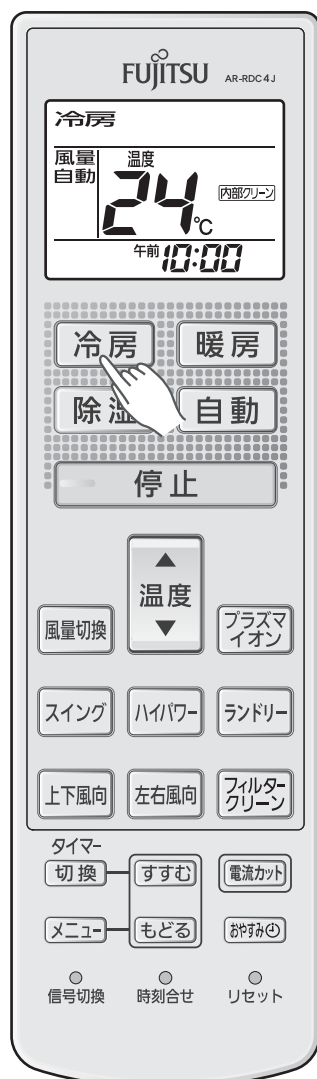 FUJITSU AR-RDC4J
冷房
風量 温度
自動 24℃ 内部クリーン
午前10:00
冷房 暖房
除湿 自動
停止
▲
温度
▼
風量切換 プラズマ
イオン
スイング ハイパワー ランドリー
上下風向 左右風向 フィルター
クリーン
タイマー
切換 すすむ 電流カット
メニュー もどる おやすみ
信号切換 時刻合せ リセット